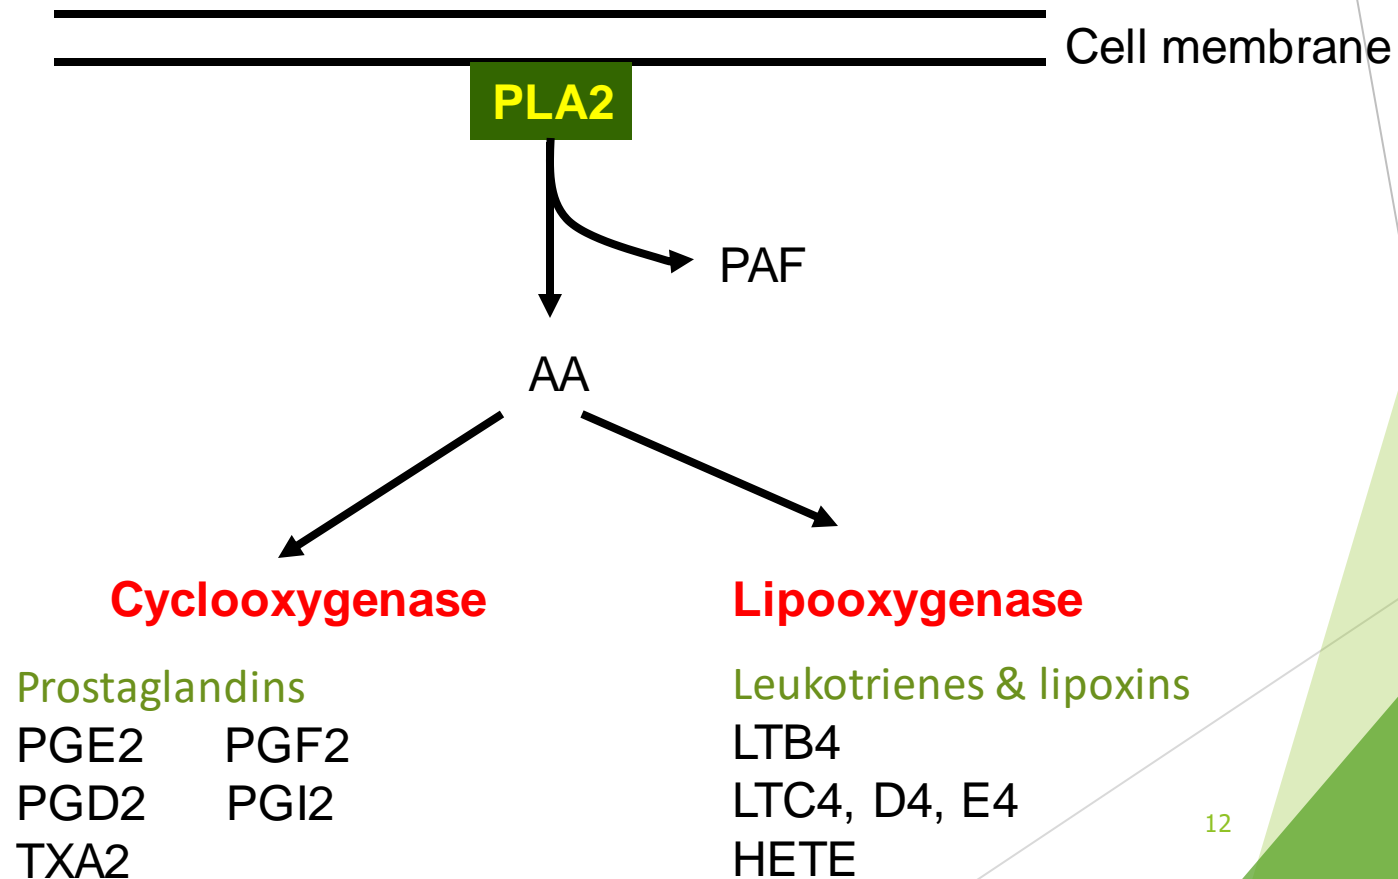 Cell membrane
PLA2
PAF
AA
Cyclooxygenase
Prostaglandins
PGE2 PGF2
PGD2 PGI2
TXA2
Lipooxygenase
Leukotrienes & lipoxins
LTB4
LTC4, D4, E4
HETE
12